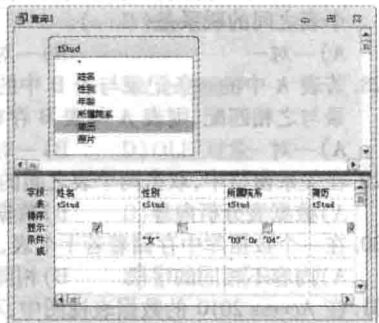 查询1
tStud
*
姓名
性别
年龄
所属院系
简历
照片
字段: 姓名 性别 所属院系 简历
表: tStud tStud tStud tStud
排序:
显示:
条件: "女" "03" Or "04"
或: